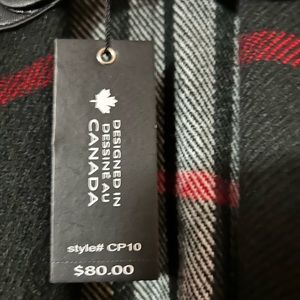 DESIGNED IN
DESSINÉ AU
CANADA
style# CP10
$80.00